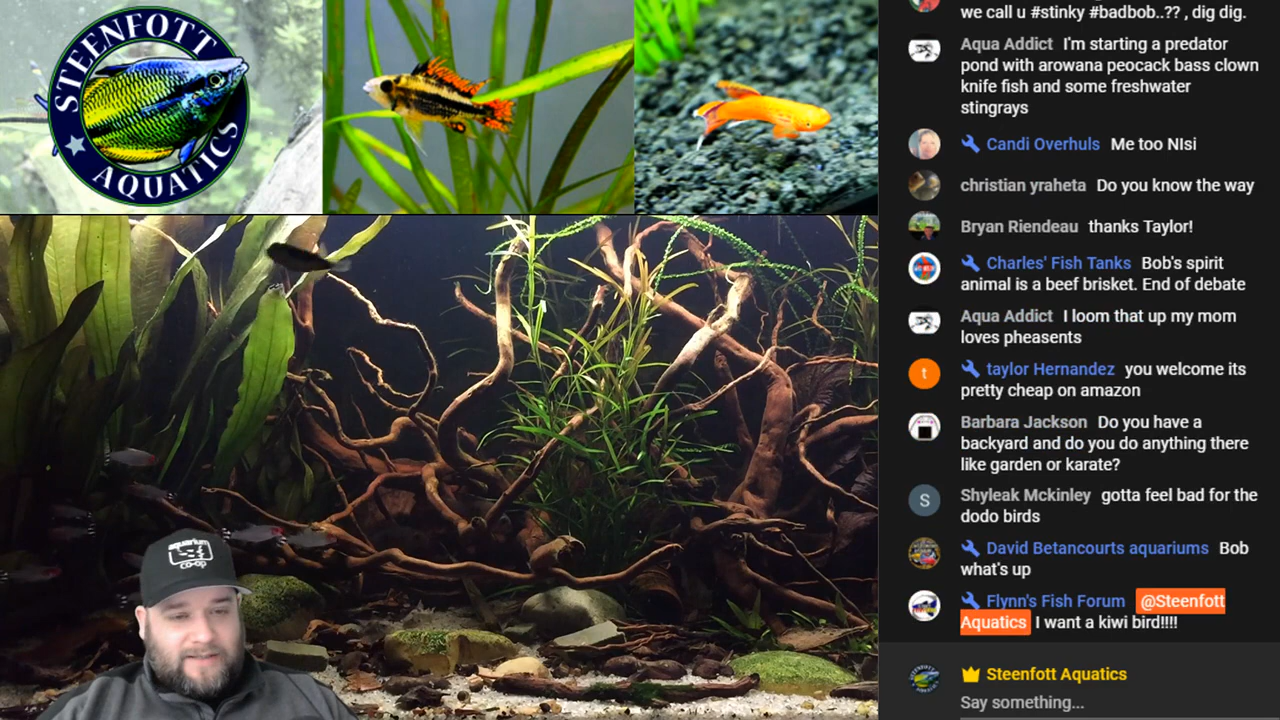 STEENFOTT
AQUATICS
aquarium
co-op
we call u #stinky #badbob..?? , dig dig.
Aqua Addict I'm starting a predator
pond with arowana peocack bass clown
knife fish and some freshwater
stingrays
Candi Overhuls Me too NIsi
christian yraheta Do you know the way
Bryan Riendeau thanks Taylor!
Charles' Fish Tanks Bob's spirit
animal is a beef brisket. End of debate
Aqua Addict I loom that up my mom
loves pheasents
t
taylor Hernandez you welcome its
pretty cheap on amazon
Barbara Jackson Do you have a
backyard and do you do anything there
like garden or karate?
S
Shyleak Mckinley gotta feel bad for the
dodo birds
David Betancourts aquariums Bob
what's up
Flynn's Fish Forum @Steenfott
Aquatics I want a kiwi bird!!!!
Steenfott Aquatics
Say something...